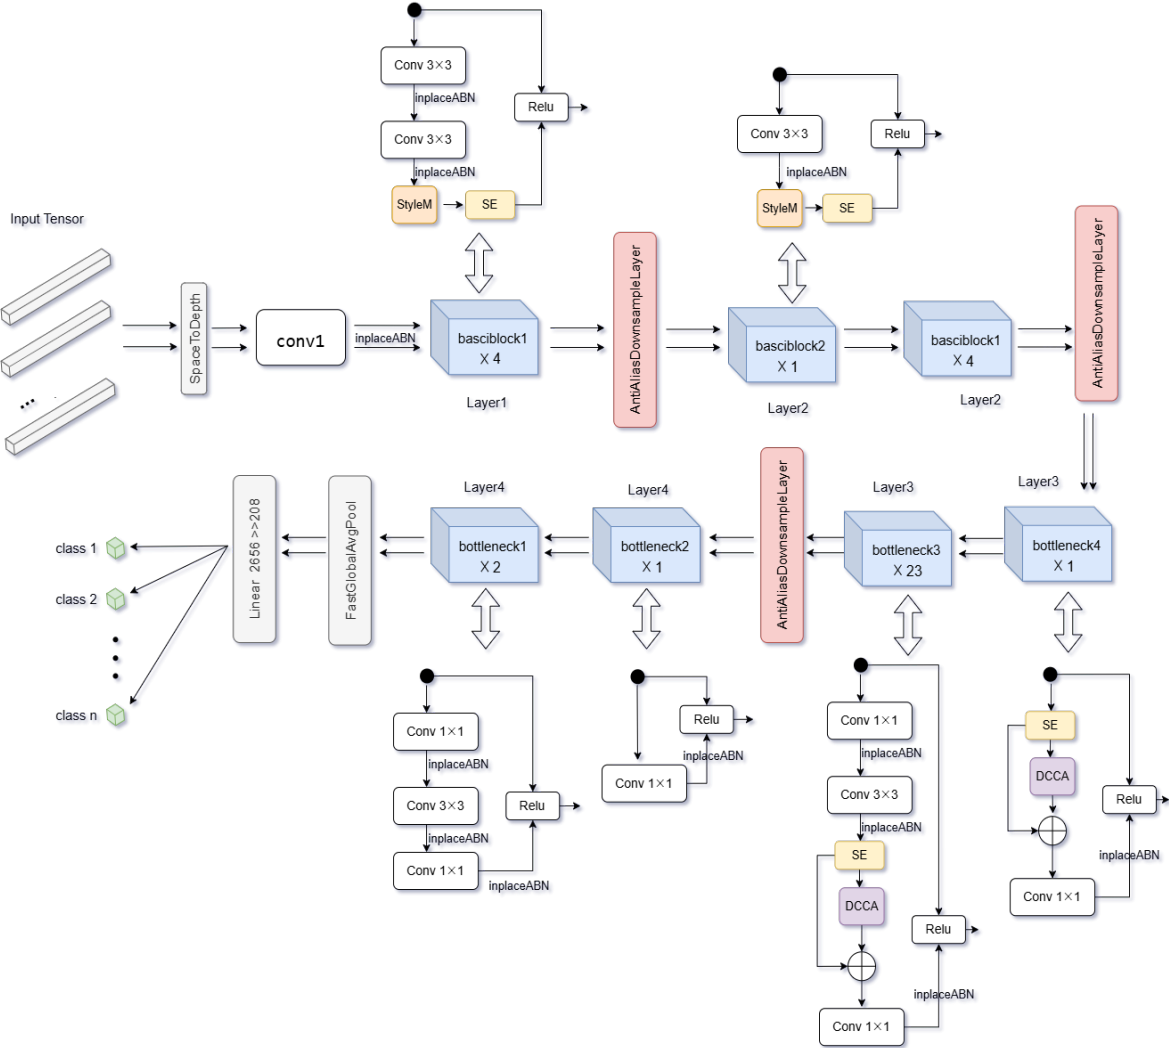 Conv 3×3
inplaceABN
Relu
Conv 3×3
inplaceABN
StyleM
SE
Conv 3×3
Relu
inplaceABN
StyleM
SE
Input Tensor
SpaceToDepth
conv1
inplaceABN
basciblock1
X 4
Layer1
AntiAliasDownsampleLayer
basciblock2
X 1
Layer2
basciblock1
X 4
Layer2
AntiAliasDownsampleLayer
Layer3
bottleneck4
X 1
Layer3
bottleneck3
X 23
AntiAliasDownsampleLayer
Layer4
bottleneck2
X 1
Layer4
bottleneck1
X 2
FastGlobalAvgPool
Linear 2656 >>208
class 1
class 2
class n
Conv 1×1
inplaceABN
Conv 3×3
Relu
inplaceABN
Conv 1×1
inplaceABN
Relu
inplaceABN
Conv 1×1
Conv 1×1
inplaceABN
Conv 3×3
inplaceABN
SE
DCCA
Relu
inplaceABN
Conv 1×1
SE
DCCA
Relu
inplaceABN
Conv 1×1